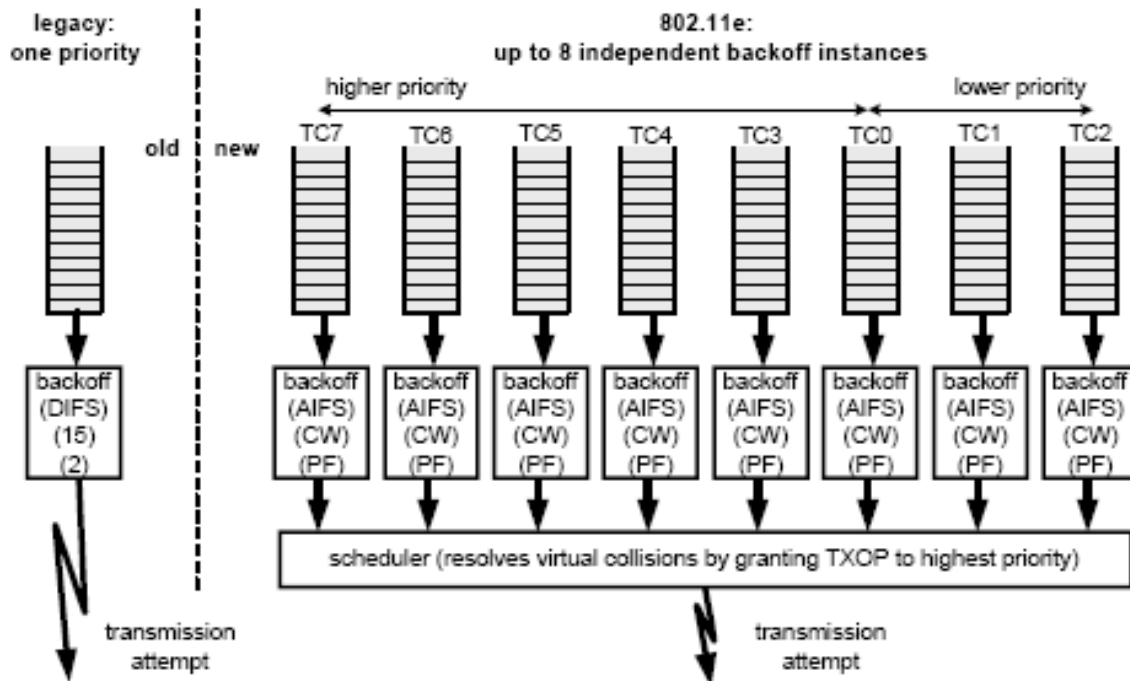 legacy:
one priority
802.11e:
up to 8 independent backoff instances
higher priority
lower priority
old
new
TC7
TC6
TC5
TC4
TC3
TC0
TC1
TC2
backoff
(DIFS)
(15)
(2)
backoff
(AIFS)
(CW)
(PF)
backoff
(AIFS)
(CW)
(PF)
backoff
(AIFS)
(CW)
(PF)
backoff
(AIFS)
(CW)
(PF)
backoff
(AIFS)
(CW)
(PF)
backoff
(AIFS)
(CW)
(PF)
backoff
(AIFS)
(CW)
(PF)
backoff
(AIFS)
(CW)
(PF)
scheduler (resolves virtual collisions by granting TXOP to highest priority)
transmission
attempt
transmission
attempt